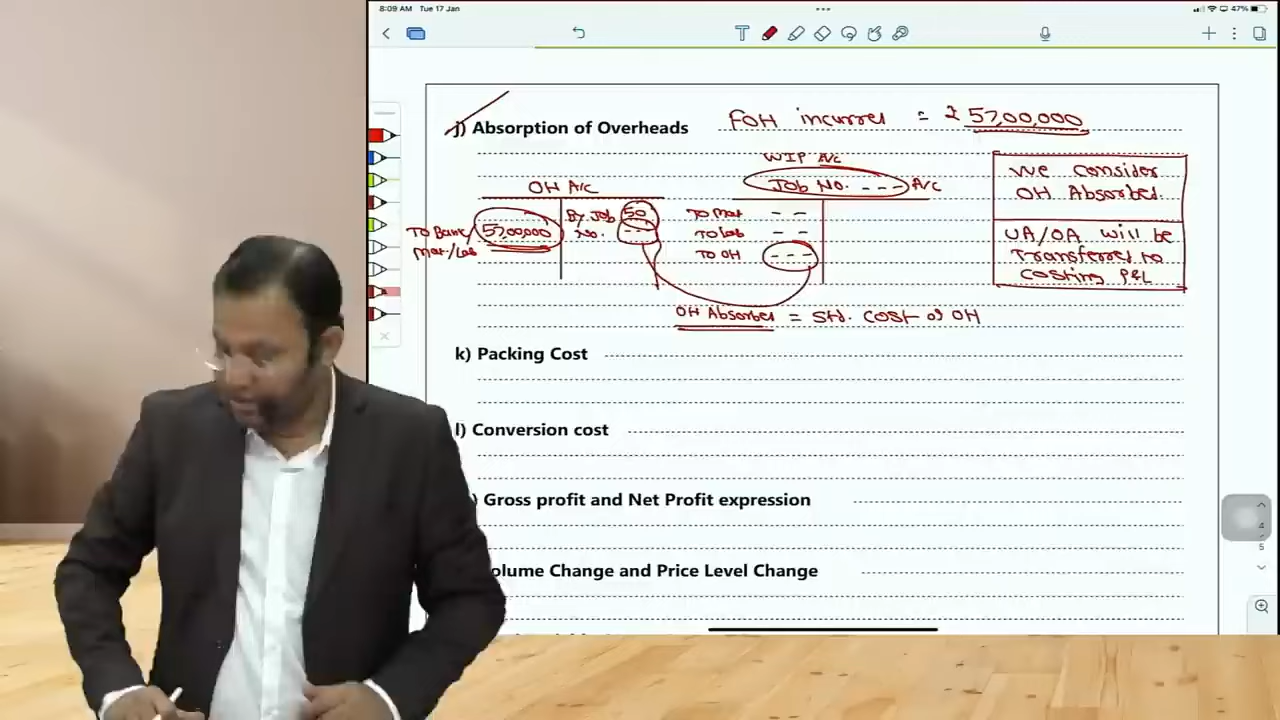 8:09 AM Tue 17 Jan
47%
j) Absorption of Overheads
FOH incurred = ₹ 57,00,000
WIP A/c
Job No. - - - A/c
OH A/c
To Bank/ 57,00,000
Mat/Lab
By Job 50
No. - - -
To Mat - -
To Lab - -
To OH - - -
We Consider
OH Absorbed.
UA/OA will be
Transferred to
Costing P&L
OH Absorbed = Std. Cost of OH
k) Packing Cost
l) Conversion cost
) Gross profit and Net Profit expression
olume Change and Price Level Change
4
5